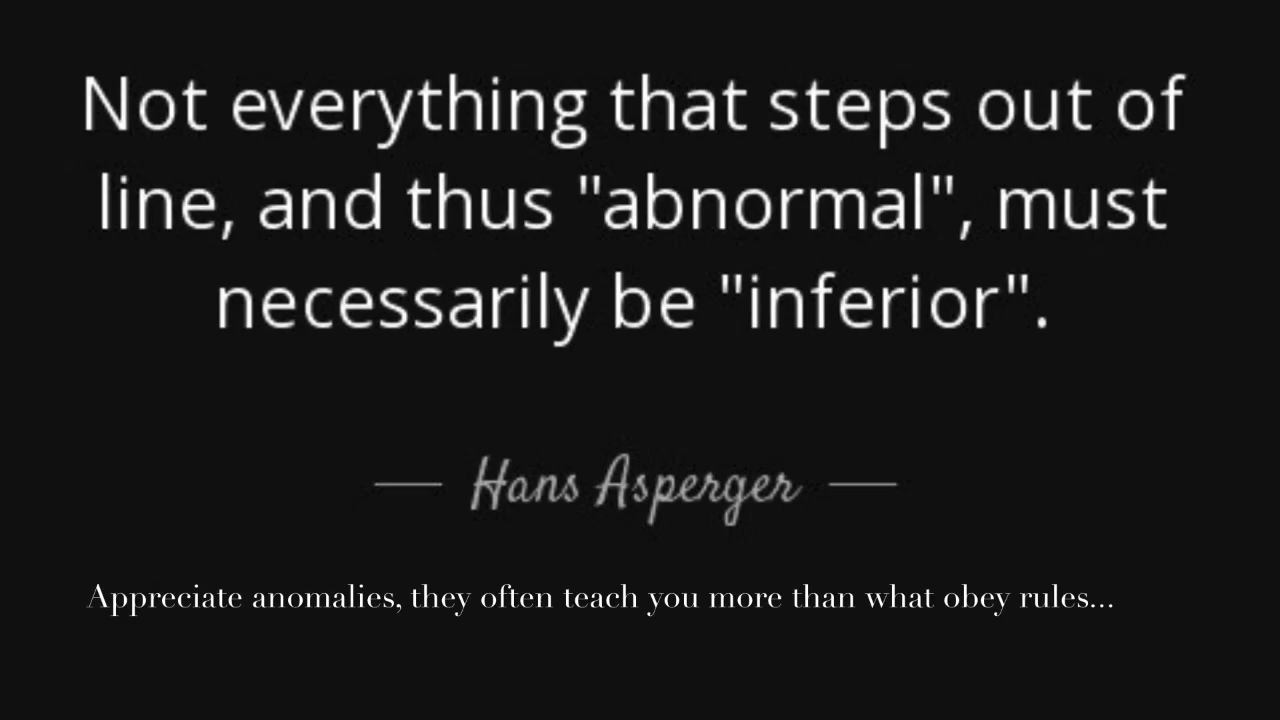 Not everything that steps out of
line, and thus "abnormal", must
necessarily be "inferior".
Hans Asperger
Appreciate anomalies, they often teach you more than what obey rules...